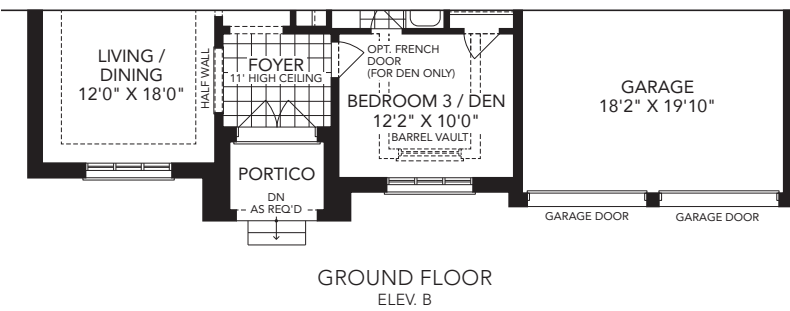 LIVING /
DINING
12'0" X 18'0"
HALF WALL
FOYER
11' HIGH CEILING
OPT. FRENCH
DOOR
(FOR DEN ONLY)
BEDROOM 3 / DEN
12'2" X 10'0"
BARREL VAULT
GARAGE
18'2" X 19'10"
PORTICO
DN
AS REQ'D
GARAGE DOOR
GARAGE DOOR
GROUND FLOOR
ELEV. B